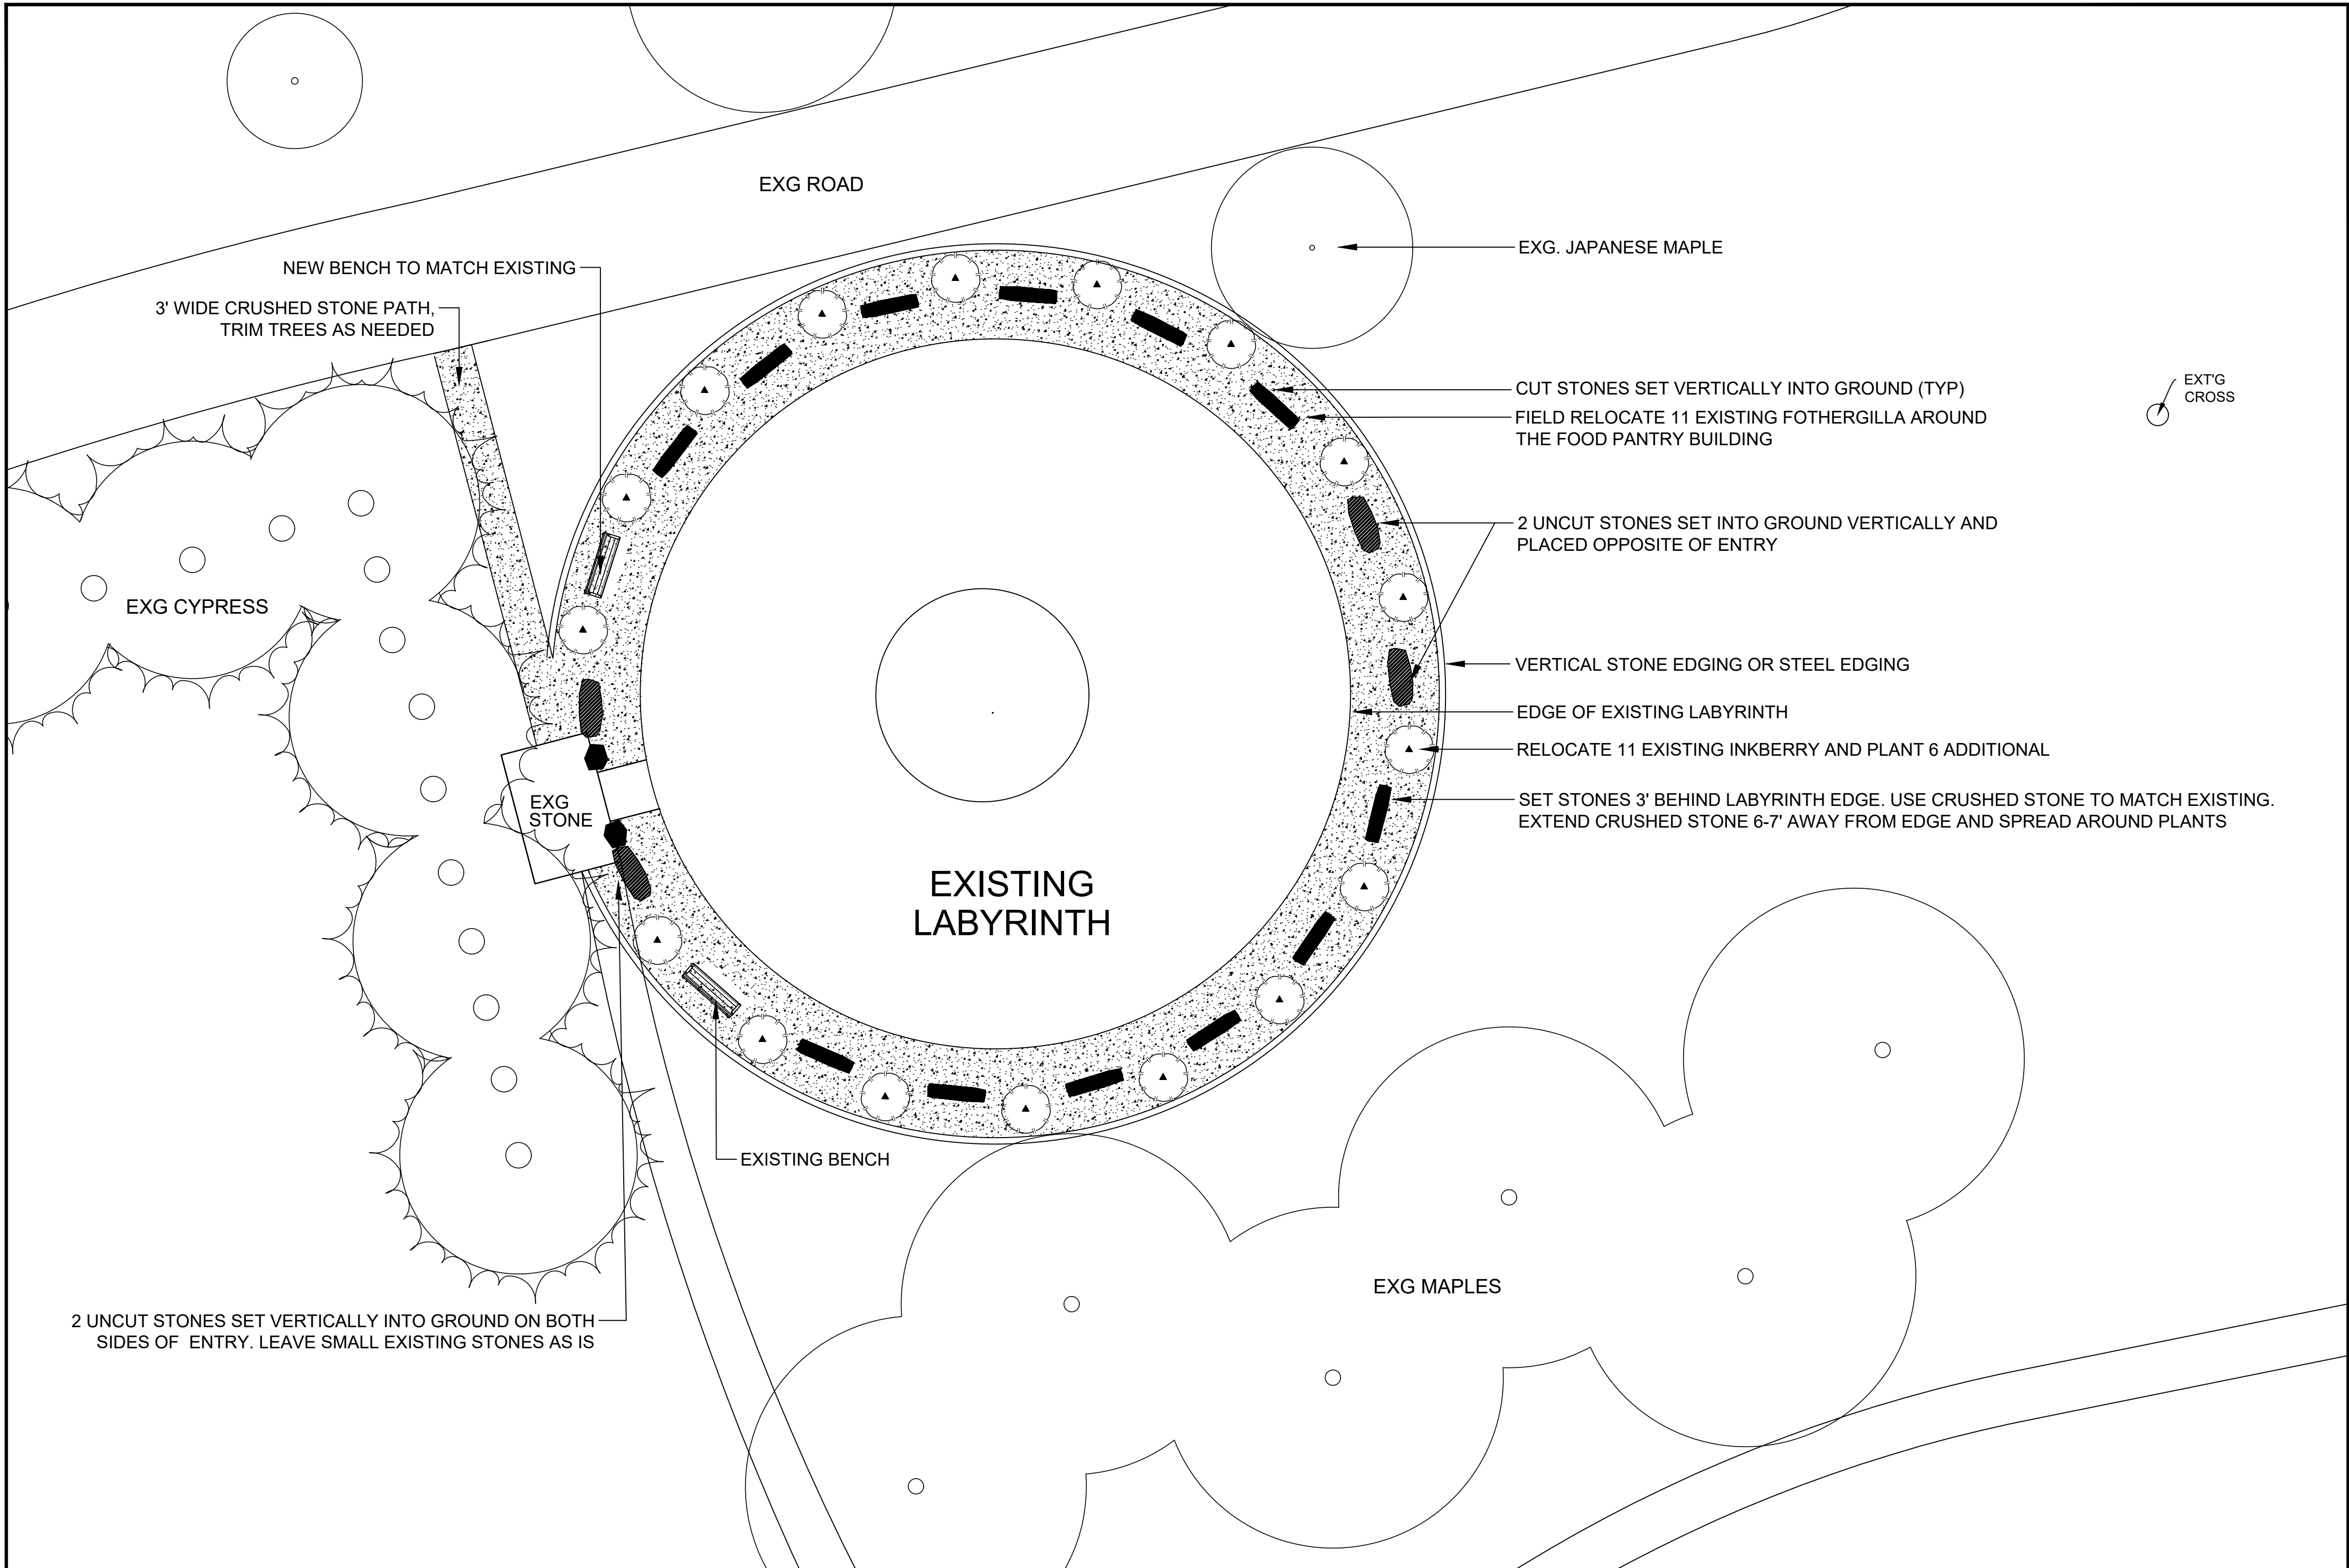 EXG ROAD
EXG. JAPANESE MAPLE
NEW BENCH TO MATCH EXISTING
3' WIDE CRUSHED STONE PATH,
TRIM TREES AS NEEDED
CUT STONES SET VERTICALLY INTO GROUND (TYP)
FIELD RELOCATE 11 EXISTING FOTHERGILLA AROUND
THE FOOD PANTRY BUILDING
EXT'G
CROSS
2 UNCUT STONES SET INTO GROUND VERTICALLY AND
PLACED OPPOSITE OF ENTRY
EXG CYPRESS
VERTICAL STONE EDGING OR STEEL EDGING
EDGE OF EXISTING LABYRINTH
RELOCATE 11 EXISTING INKBERRY AND PLANT 6 ADDITIONAL
SET STONES 3' BEHIND LABYRINTH EDGE. USE CRUSHED STONE TO MATCH EXISTING.
EXTEND CRUSHED STONE 6-7' AWAY FROM EDGE AND SPREAD AROUND PLANTS
EXG
STONE
EXISTING
LABYRINTH
EXISTING BENCH
EXG MAPLES
2 UNCUT STONES SET VERTICALLY INTO GROUND ON BOTH
SIDES OF ENTRY. LEAVE SMALL EXISTING STONES AS IS